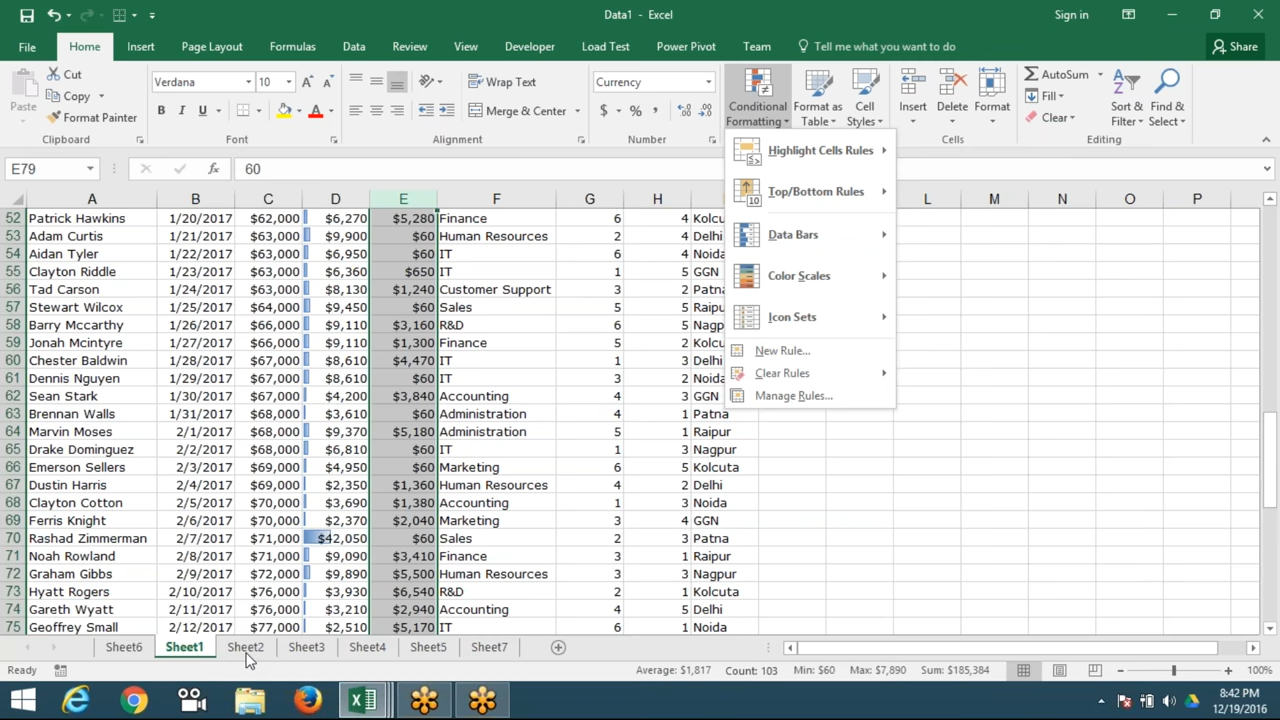 Data1 - Excel
Sign in
File Home Insert Page Layout Formulas Data Review View Developer Load Test Power Pivot Team Tell me what you want to do Share
Paste
Cut
Copy
Format Painter
Clipboard
Verdana 10
B I U
Font
Wrap Text
Merge & Center
Alignment
Currency
$ % ,
Number
Conditional Formatting
Format as Table
Cell Styles
Insert
Delete
Format
Cells
AutoSum
Fill
Clear
Sort & Filter
Find & Select
Editing
Highlight Cells Rules
Top/Bottom Rules
Data Bars
Color Scales
Icon Sets
New Rule...
Clear Rules
Manage Rules...
E79 fx 60
A B C D E F G H L M N O P
52 Patrick Hawkins 1/20/2017 $62,000 $6,270 $5,280 Finance 6 4 Kolcu
53 Adam Curtis 1/21/2017 $63,000 $9,900 $60 Human Resources 2 4 Delhi
54 Aidan Tyler 1/22/2017 $63,000 $6,950 $60 IT 6 4 Noida
55 Clayton Riddle 1/23/2017 $63,000 $6,360 $650 IT 1 5 GGN
56 Tad Carson 1/24/2017 $63,000 $8,130 $1,240 Customer Support 3 2 Patna
57 Stewart Wilcox 1/25/2017 $64,000 $9,450 $60 Sales 5 5 Raipu
58 Barry Mccarthy 1/26/2017 $66,000 $9,110 $3,160 R&D 6 5 Nagp
59 Jonah Mcintyre 1/27/2017 $66,000 $9,110 $1,300 Finance 5 2 Kolcu
60 Chester Baldwin 1/28/2017 $67,000 $8,610 $4,470 IT 1 3 Delhi
61 Dennis Nguyen 1/29/2017 $67,000 $8,610 $60 IT 3 2 Noida
62 Sean Stark 1/30/2017 $67,000 $4,200 $3,840 Accounting 4 3 GGN
63 Brennan Walls 1/31/2017 $68,000 $3,610 $60 Administration 4 1 Patna
64 Marvin Moses 2/1/2017 $68,000 $9,370 $5,180 Administration 5 1 Raipur
65 Drake Dominguez 2/2/2017 $68,000 $6,810 $60 IT 1 3 Nagpur
66 Emerson Sellers 2/3/2017 $69,000 $4,950 $60 Marketing 6 5 Kolcuta
67 Dustin Harris 2/4/2017 $69,000 $2,350 $1,360 Human Resources 4 2 Delhi
68 Clayton Cotton 2/5/2017 $70,000 $3,690 $1,380 Accounting 1 3 Noida
69 Ferris Knight 2/6/2017 $70,000 $2,370 $2,040 Marketing 3 4 GGN
70 Rashad Zimmerman 2/7/2017 $71,000 $42,050 $60 Sales 2 3 Patna
71 Noah Rowland 2/8/2017 $71,000 $9,090 $3,410 Finance 3 1 Raipur
72 Graham Gibbs 2/9/2017 $72,000 $9,890 $5,500 Human Resources 3 3 Nagpur
73 Hyatt Rogers 2/10/2017 $76,000 $3,930 $6,540 R&D 2 1 Kolcuta
74 Gareth Wyatt 2/11/2017 $76,000 $3,210 $2,940 Accounting 4 5 Delhi
75 Geoffrey Small 2/12/2017 $77,000 $2,510 $5,170 IT 6 1 Noida
Sheet6 Sheet1 Sheet2 Sheet3 Sheet4 Sheet5 Sheet7
Ready Average: $1,817 Count: 103 Min: $60 Max: $7,890 Sum: $185,384 100%
8:42 PM
12/19/2016